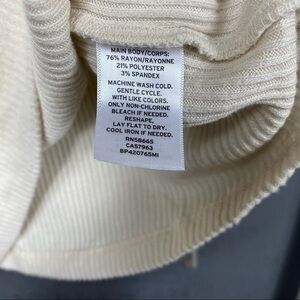 MAIN BODY/CORPS:
76% RAYON/RAYONNE
21% POLYESTER
3% SPANDEX
MACHINE WASH COLD.
GENTLE CYCLE.
WITH LIKE COLORS.
ONLY NON-CHLORINE
BLEACH IF NEEDED.
RESHAPE,
LAY FLAT TO DRY.
COOL IRON IF NEEDED.
RN58665
CA57963
BP420765MI